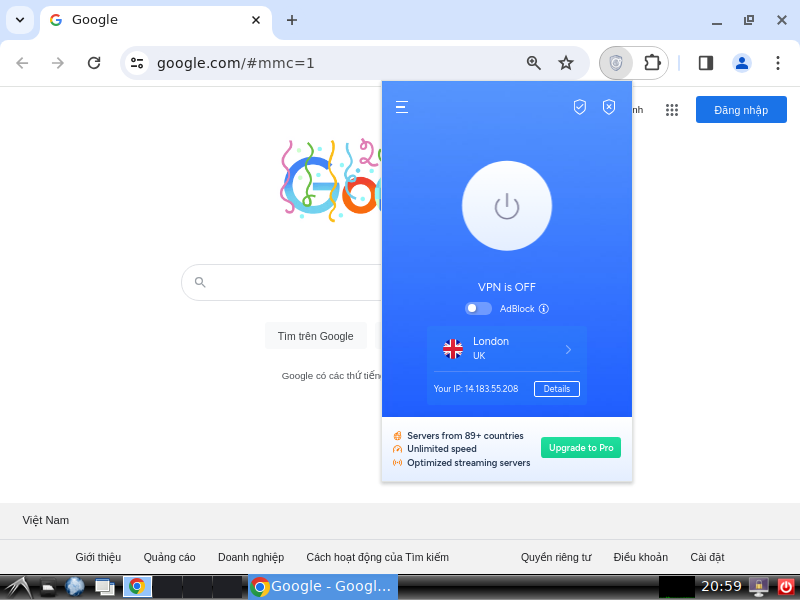 Google
google.com/#mmc=1
nh
Đăng nhập
VPN is OFF
AdBlock
London
UK
Your IP: 14.183.55.208
Details
Tìm trên Google
Google có các thứ tiếng
Servers from 89+ countries
Unlimited speed
Optimized streaming servers
Upgrade to Pro
Việt Nam
Giới thiệu
Quảng cáo
Doanh nghiệp
Cách hoạt động của Tìm kiếm
Quyền riêng tư
Điều khoản
Cài đặt
Google - Googl...
20:59